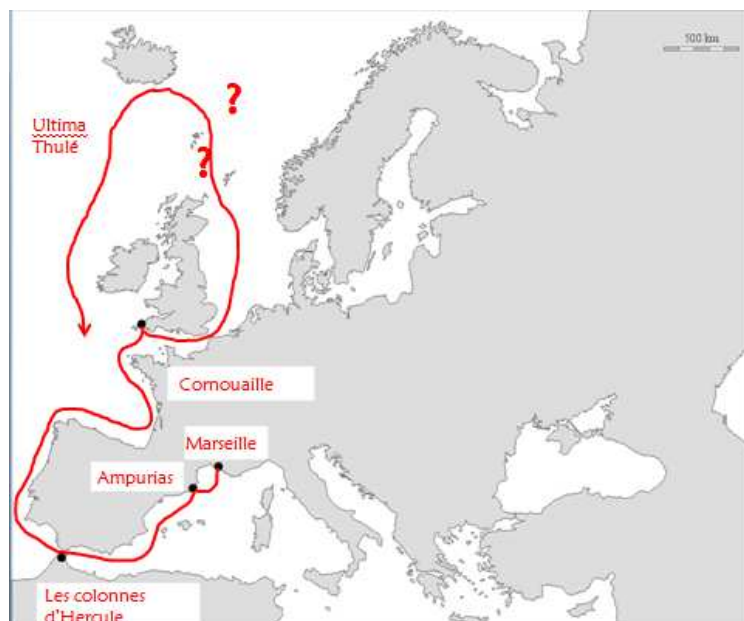 500 km
?
Ultima
Thulé
?
Cornouaille
Marseille
Ampurias
Les colonnes
d'Hercule